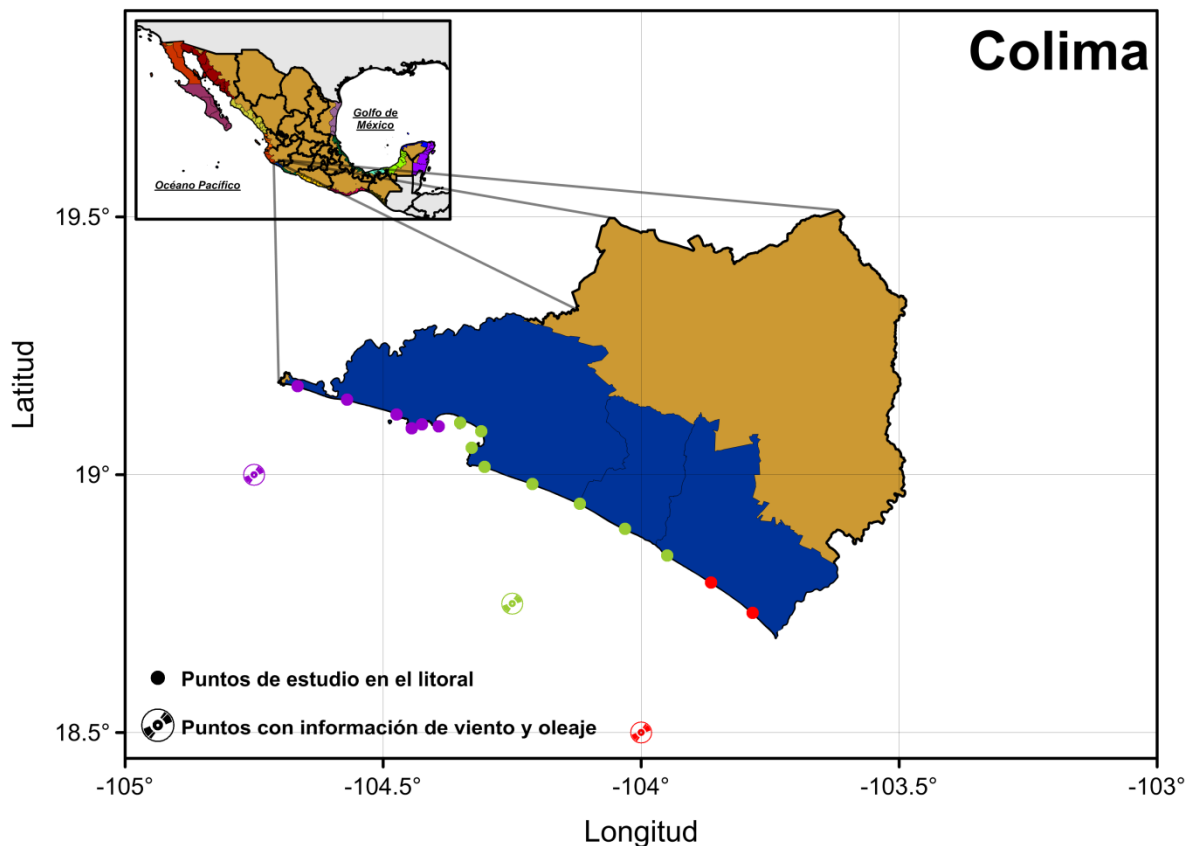 Colima
Golfo de
México
Océano Pacífico
Latitud
19.5°
19°
18.5°
Puntos de estudio en el litoral
Puntos con información de viento y oleaje
-105°
-104.5°
-104°
-103.5°
-103°
Longitud